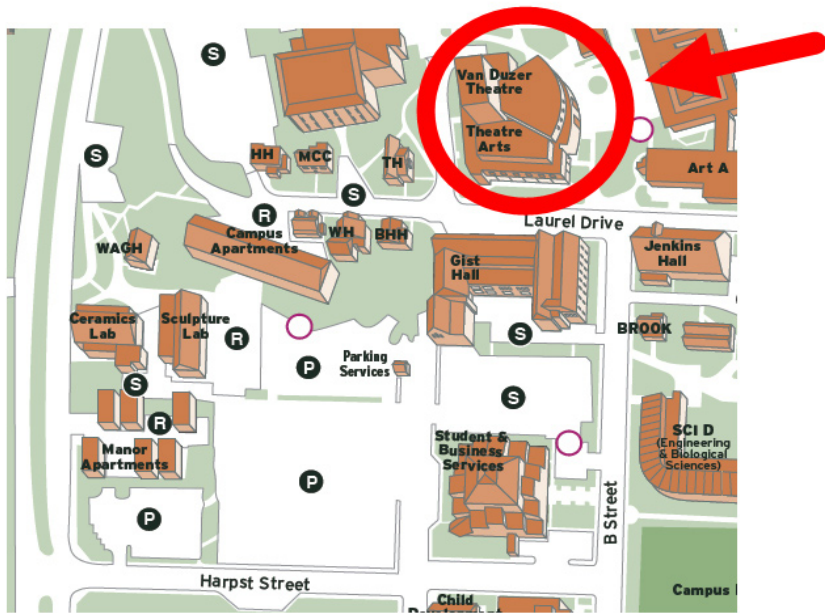 S
Van Duzer
Theatre
Theatre
Arts
S
HH
MCC
TH
Art A
S
R
Laurel Drive
WAGH
Campus
Apartments
WH
BHH
Gist
Hall
Jenkins
Hall
Ceramics
Lab
Sculpture
Lab
R
S
BROOK
Parking
Services
P
S
S
R
Manor
Apartments
Student &
Business
Services
SCI D
(Engineering
& Biological
Sciences)
P
P
B Street
Harpst Street
Child
Campus